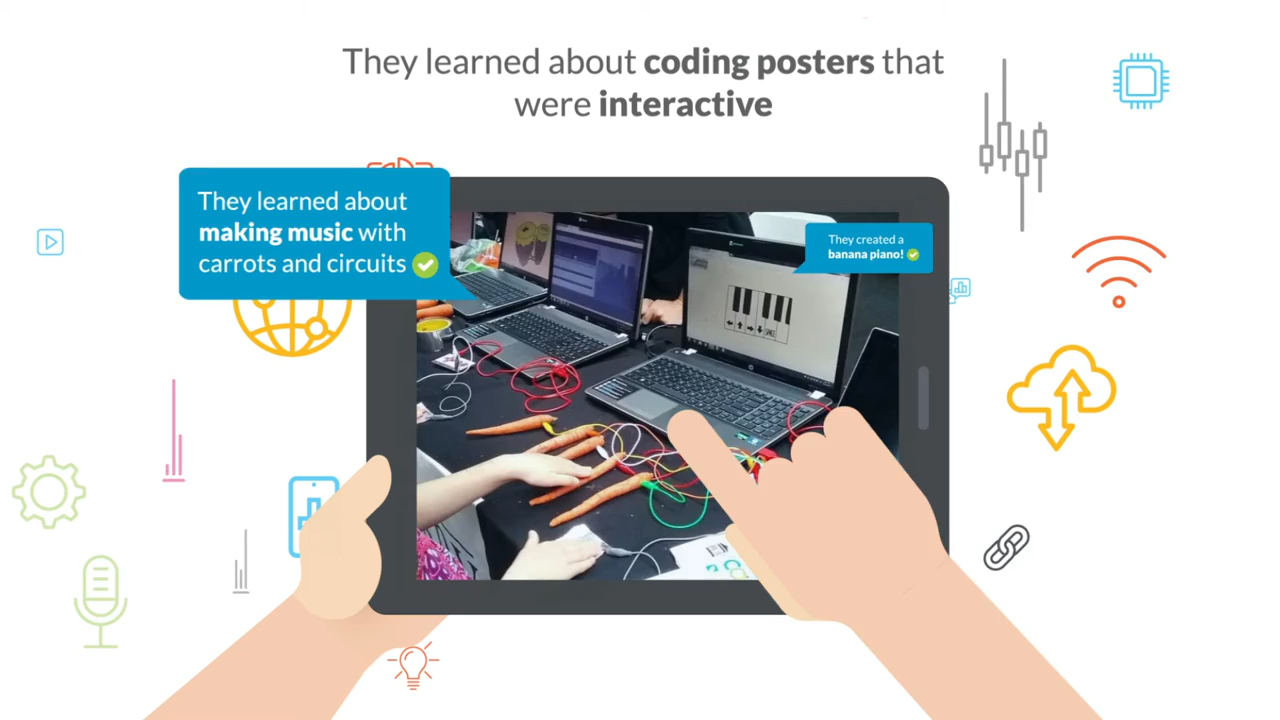 They learned about coding posters that
were interactive
They learned about
making music with
carrots and circuits
They created a
banana piano!
SPACE